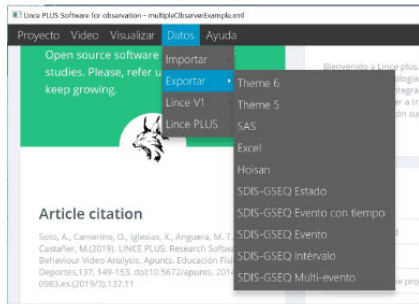 Lince PLUS Software for observation - multipleObserverExample.xml
Proyecto Video Visualizar Datos Ayuda
Open source software
studies. Please, refer u
keep growing.
Importar
Exportar
Lince V1
Lince PLUS
Theme 6
Theme 5
SAS
Excel
Hoisan
SDIS-GSEQ Estado
SDIS-GSEQ Evento con tiempo
SDIS-GSEQ Evento
SDIS-GSEQ Intérvalo
SDIS-GSEQ Multi-evento
Bienvenido a Lince plus.
Article citation
Soto, A., Camerino, O., Iglesias, X., Anguera, M. T.
Castañer, M.(2019). LINCE PLUS: Research Softwa
Behaviour Video Analysis. Apunts. Educación Físi
Deportes,137, 149-153. doi:10.5672/apunts. 2014
0983.es.(2019/3).137.11